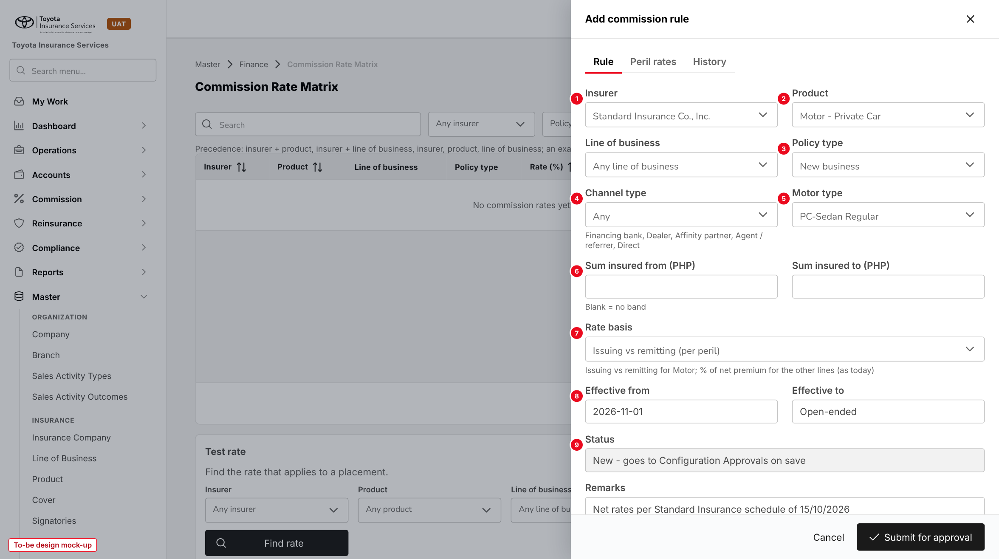 Toyota
Insurance Services
UAT
Toyota Insurance Services
Search menu...
My Work
Dashboard
Operations
Accounts
Commission
Reinsurance
Compliance
Reports
Master
ORGANIZATION
Company
Branch
Sales Activity Types
Sales Activity Outcomes
INSURANCE
Insurance Company
Line of Business
Product
Cover
Signatories
To-be design mock-up
Master
Finance
Commission Rate Matrix
Commission Rate Matrix
Search
Any insurer
Policy
Precedence: insurer + product, insurer + line of business, insurer, product, line of business; an exa
Insurer
Product
Line of business
Policy type
Rate (%)
No commission rates yet
Test rate
Find the rate that applies to a placement.
Insurer
Product
Line of business
Any insurer
Any product
Any line of bu
Find rate
Add commission rule
Rule
Peril rates
History
1
Insurer
2
Product
Standard Insurance Co., Inc.
Motor - Private Car
Line of business
3
Policy type
Any line of business
New business
4
Channel type
5
Motor type
Any
PC-Sedan Regular
Financing bank, Dealer, Affinity partner, Agent /
referrer, Direct
6
Sum insured from (PHP)
Sum insured to (PHP)
Blank = no band
7
Rate basis
Issuing vs remitting (per peril)
Issuing vs remitting for Motor; % of net premium for the other lines (as today)
8
Effective from
Effective to
2026-11-01
Open-ended
9
Status
New - goes to Configuration Approvals on save
Remarks
Net rates per Standard Insurance schedule of 15/10/2026
Cancel
Submit for approval